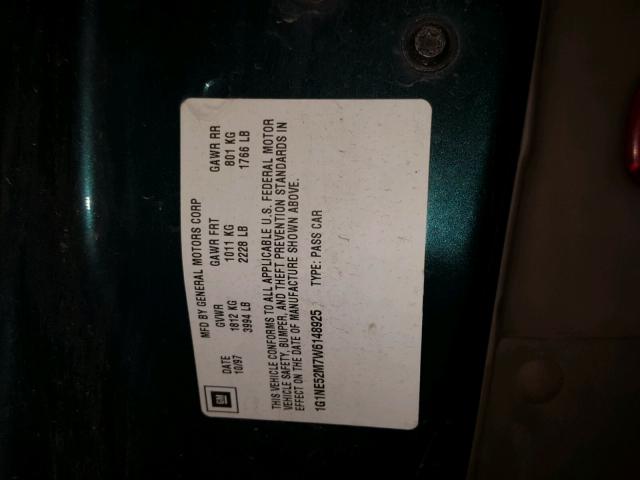 GM
MFD BY GENERAL MOTORS CORP
DATE GVWR GAWR FRT GAWR RR
10/97 1812 KG 1011 KG 801 KG
3994 LB 2228 LB 1766 LB
THIS VEHICLE CONFORMS TO ALL APPLICABLE U.S. FEDERAL MOTOR
VEHICLE SAFETY, BUMPER, AND THEFT PREVENTION STANDARDS IN
EFFECT ON THE DATE OF MANUFACTURE SHOWN ABOVE.
1G1NE52M7W6148925 TYPE: PASS CAR